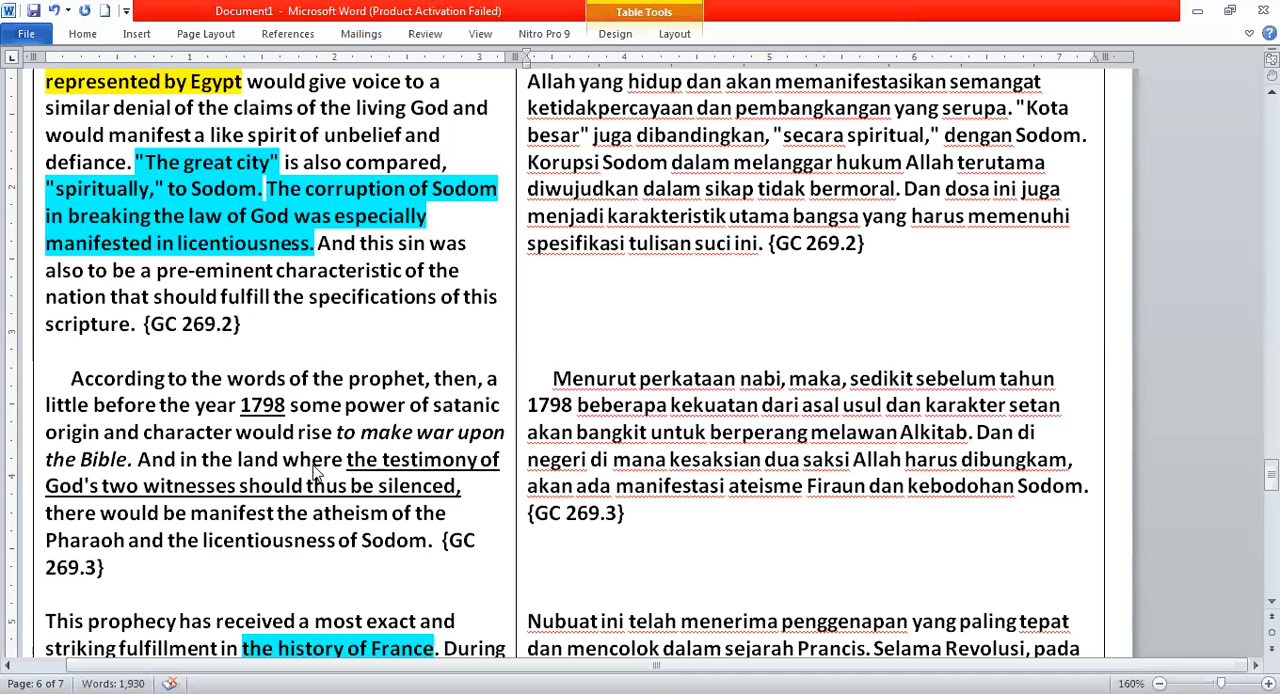 Document1 - Microsoft Word (Product Activation Failed)
Table Tools
File Home Insert Page Layout References Mailings Review View Nitro Pro 9 Design Layout
1 2 3 4 5 6 7
represented by Egypt would give voice to a
similar denial of the claims of the living God and
would manifest a like spirit of unbelief and
defiance. "The great city" is also compared,
"spiritually," to Sodom. The corruption of Sodom
in breaking the law of God was especially
manifested in licentiousness. And this sin was
also to be a pre-eminent characteristic of the
nation that should fulfill the specifications of this
scripture. {GC 269.2}
According to the words of the prophet, then, a
little before the year 1798 some power of satanic
origin and character would rise to make war upon
the Bible. And in the land where the testimony of
God's two witnesses should thus be silenced,
there would be manifest the atheism of the
Pharaoh and the licentiousness of Sodom. {GC
269.3}
This prophecy has received a most exact and
striking fulfillment in the history of France. During
Allah yang hidup dan akan memanifestasikan semangat
ketidakpercayaan dan pembangkangan yang serupa. "Kota
besar" juga dibandingkan, "secara spiritual," dengan Sodom.
Korupsi Sodom dalam melanggar hukum Allah terutama
diwujudkan dalam sikap tidak bermoral. Dan dosa ini juga
menjadi karakteristik utama bangsa yang harus memenuhi
spesifikasi tulisan suci ini. {GC 269.2}
Menurut perkataan nabi, maka, sedikit sebelum tahun
1798 beberapa kekuatan dari asal usul dan karakter setan
akan bangkit untuk berperang melawan Alkitab. Dan di
negeri di mana kesaksian dua saksi Allah harus dibungkam,
akan ada manifestasi ateisme Firaun dan kebodohan Sodom.
{GC 269.3}
Nubuat ini telah menerima penggenapan yang paling tepat
dan mencolok dalam sejarah Prancis. Selama Revolusi, pada
2
3
4
5
Page: 6 of 7 Words: 1,930 160%